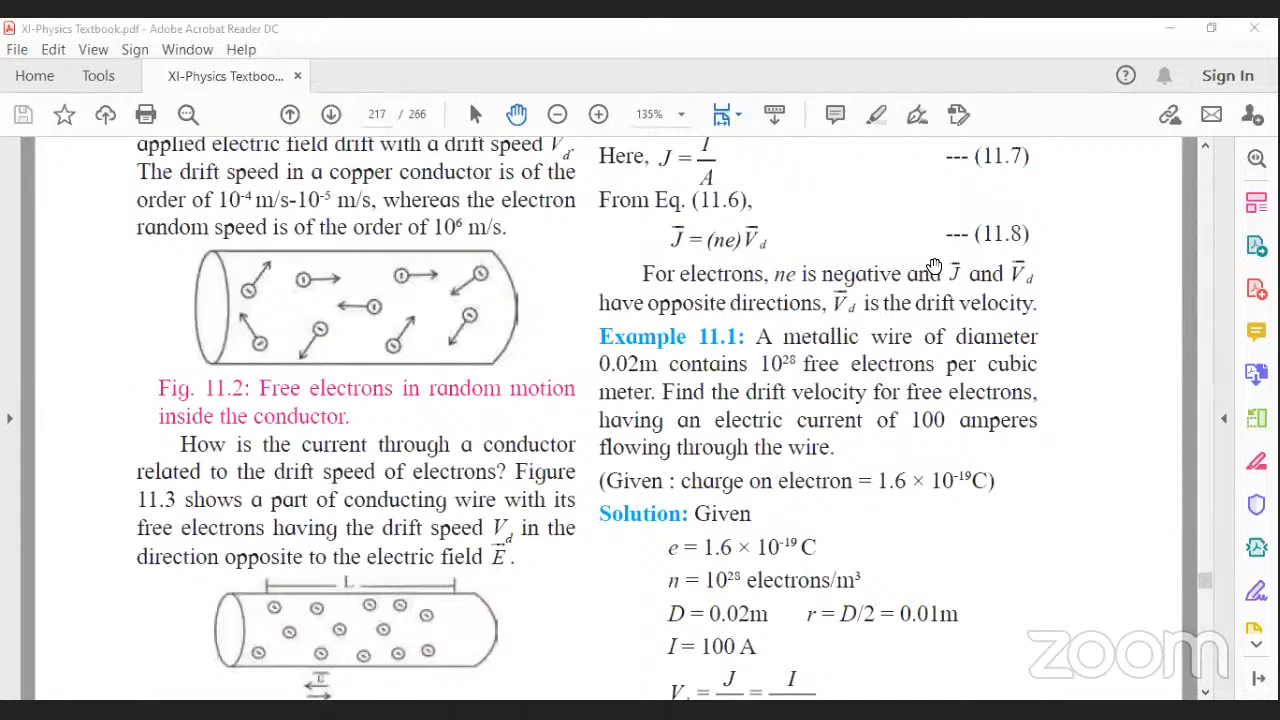 XI-Physics Textbook.pdf - Adobe Acrobat Reader DC
File Edit View Sign Window Help
Home Tools XI-Physics Textboo... × Sign In
217 / 266 135%
applied electric field drift with a drift speed V_d.
The drift speed in a copper conductor is of the
order of 10⁻⁴ m/s-10⁻⁵ m/s, whereas the electron
random speed is of the order of 10⁶ m/s.
Fig. 11.2: Free electrons in random motion
inside the conductor.
How is the current through a conductor
related to the drift speed of electrons? Figure
11.3 shows a part of conducting wire with its
free electrons having the drift speed V_d in the
direction opposite to the electric field E̅ .
L
E̅
Here, J = I/A --- (11.7)
From Eq. (11.6),
J̅ = (ne)V̅_d --- (11.8)
For electrons, ne is negative and J̅ and V̅_d
have opposite directions, V̅_d is the drift velocity.
Example 11.1: A metallic wire of diameter
0.02m contains 10²⁸ free electrons per cubic
meter. Find the drift velocity for free electrons,
having an electric current of 100 amperes
flowing through the wire.
(Given : charge on electron = 1.6 × 10⁻¹⁹C)
Solution: Given
e = 1.6 × 10⁻¹⁹ C
n = 10²⁸ electrons/m³
D = 0.02m r = D/2 = 0.01m
I = 100 A
V_d = J = I
zoom